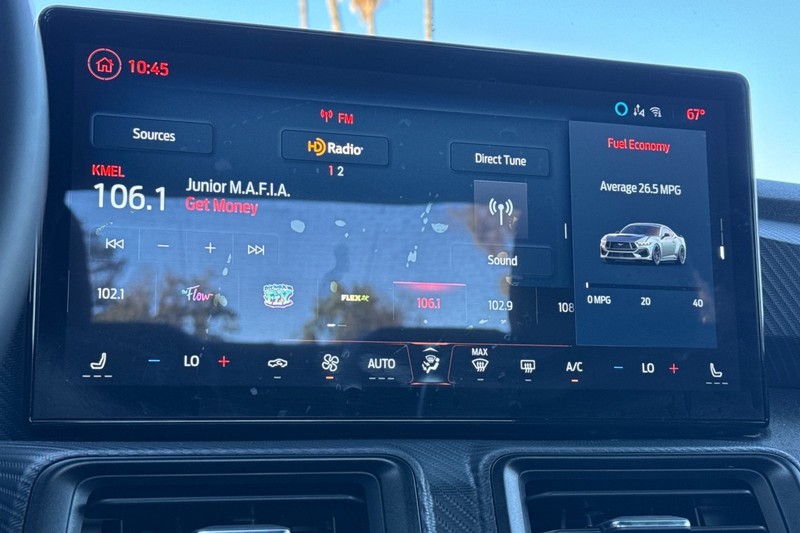 10:45
67°
FM
Sources
HD Radio
Direct Tune
1 2
KMEL
106.1
Junior M.A.F.I.A.
Get Money
Sound
Fuel Economy
Average 26.5 MPG
0 MPG 20 40
102.1
Flow
FLEX
106.1
102.9
108
LO
AUTO
MAX
A/C
LO